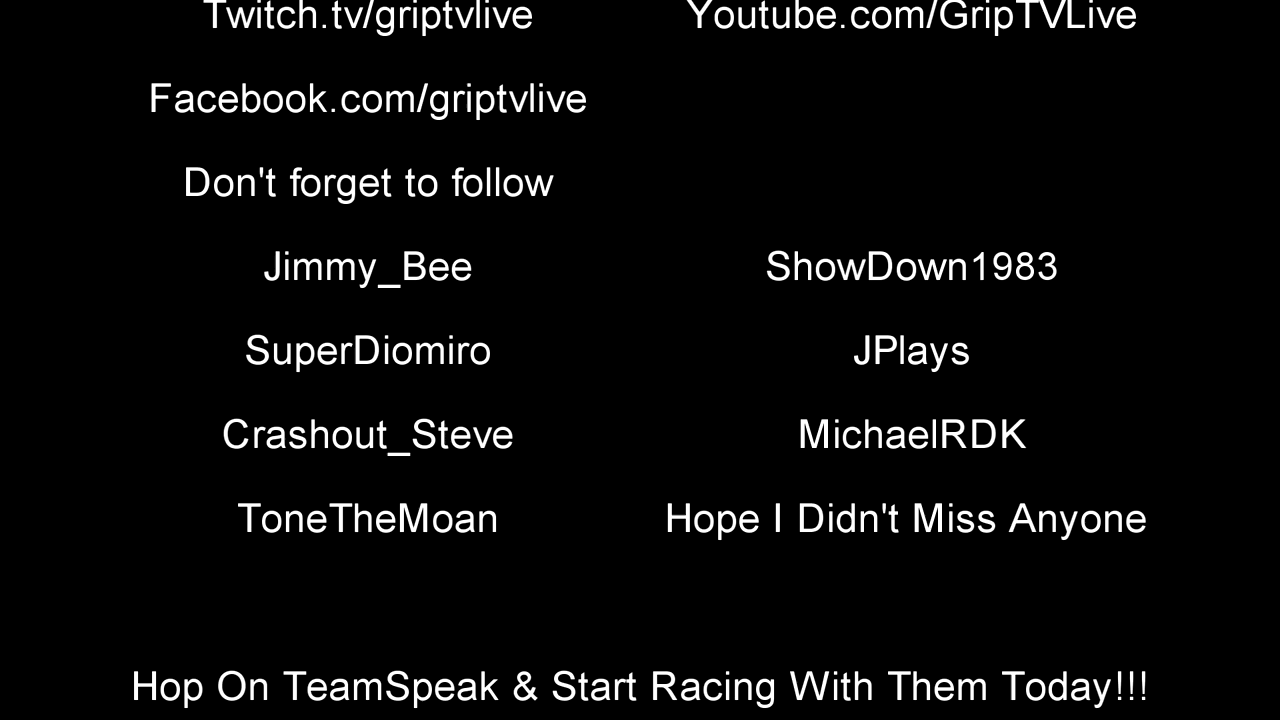 Twitch.tv/griptvlive Youtube.com/GripTVLive
Facebook.com/griptvlive
Don't forget to follow
Jimmy_Bee ShowDown1983
SuperDiomiro JPlays
Crashout_Steve MichaelRDK
ToneTheMoan Hope I Didn't Miss Anyone
Hop On TeamSpeak & Start Racing With Them Today!!!